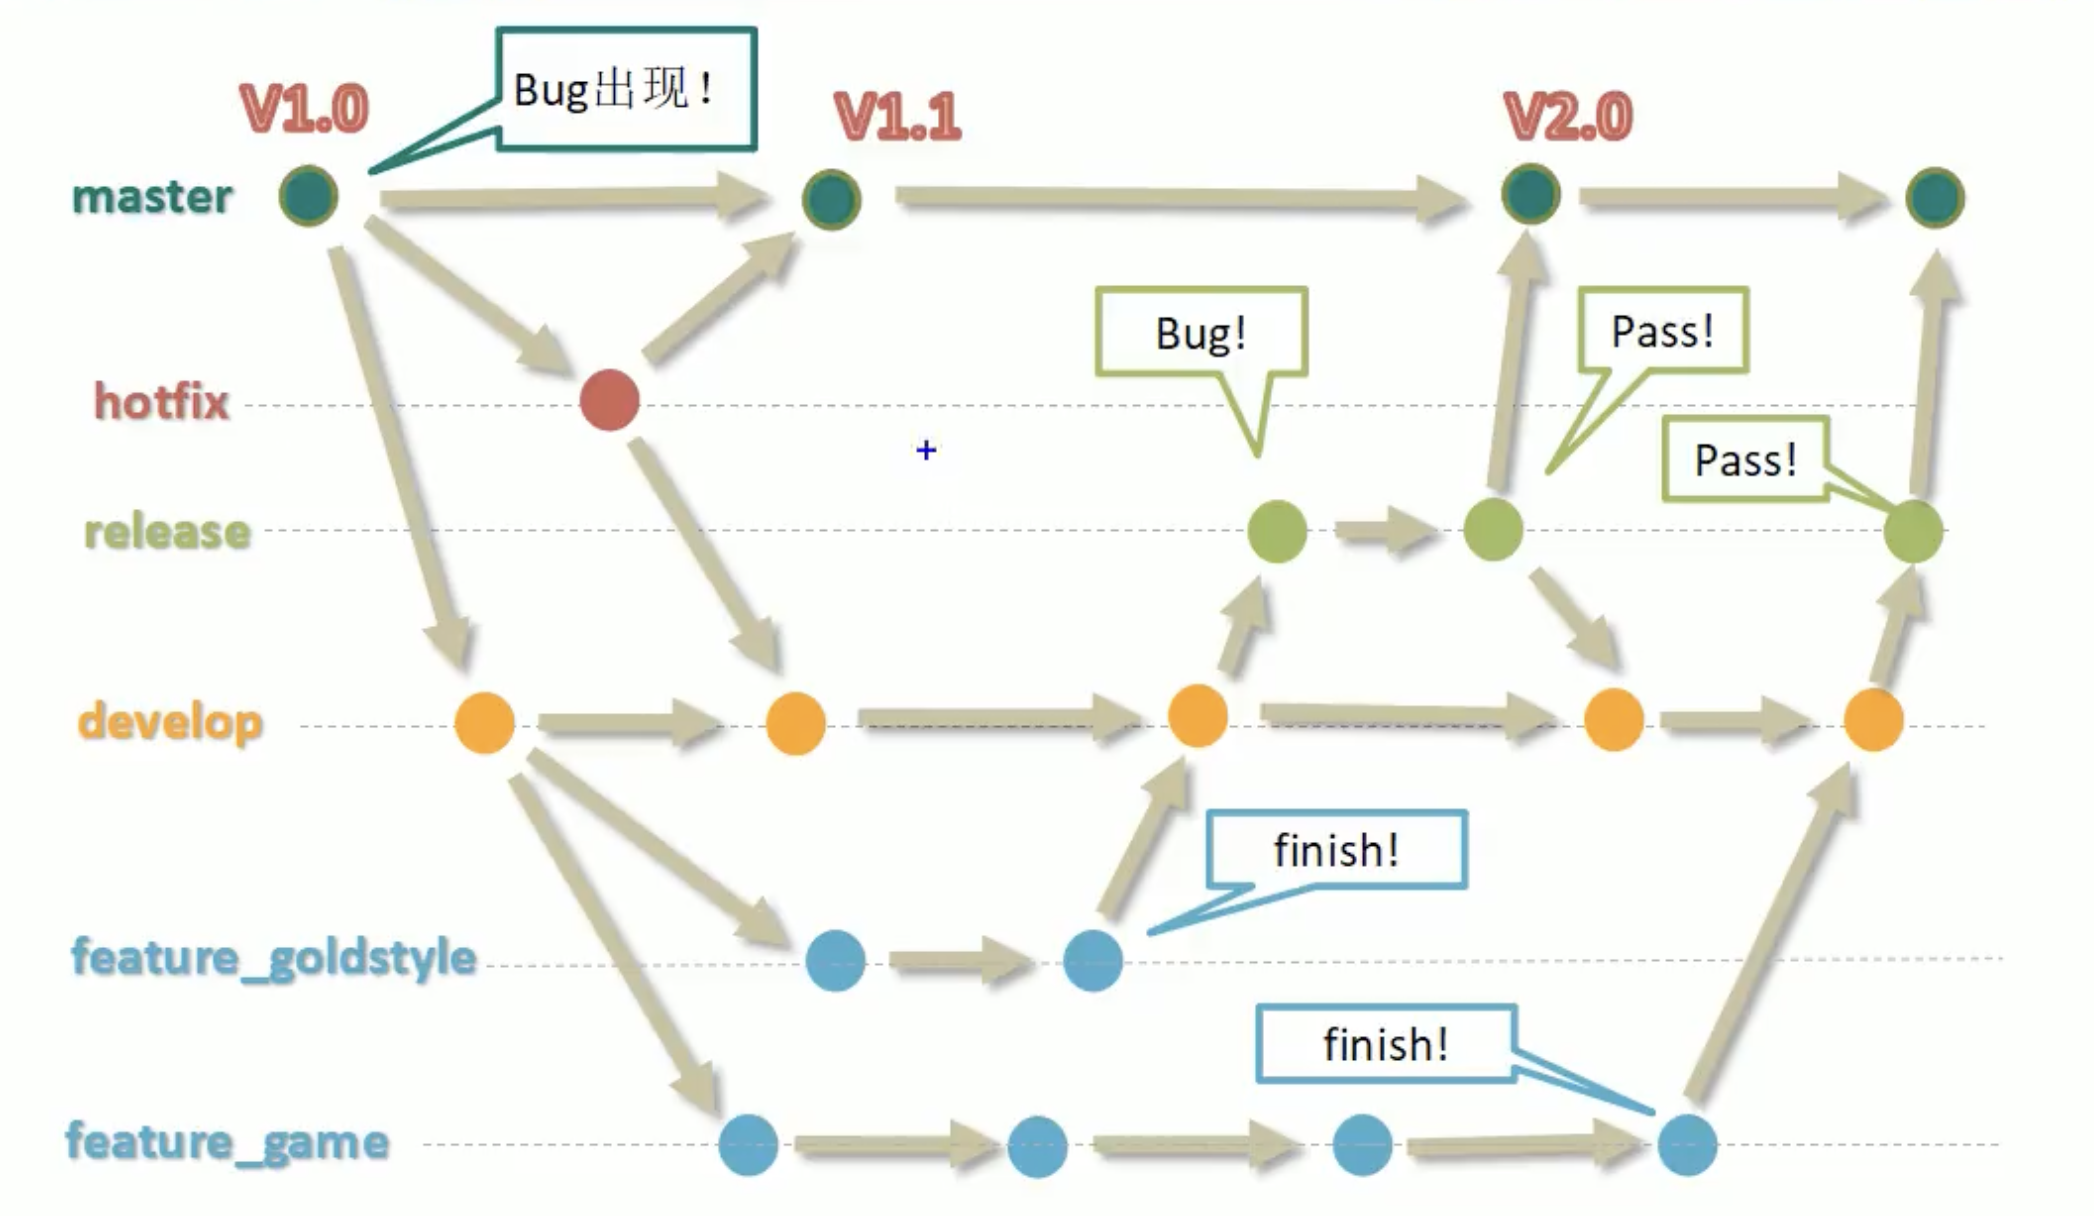 Bug出现！
V1.0
V1.1
V2.0
master
Bug!
Pass!
hotfix
Pass!
release
develop
finish!
feature_goldstyle
finish!
feature_game